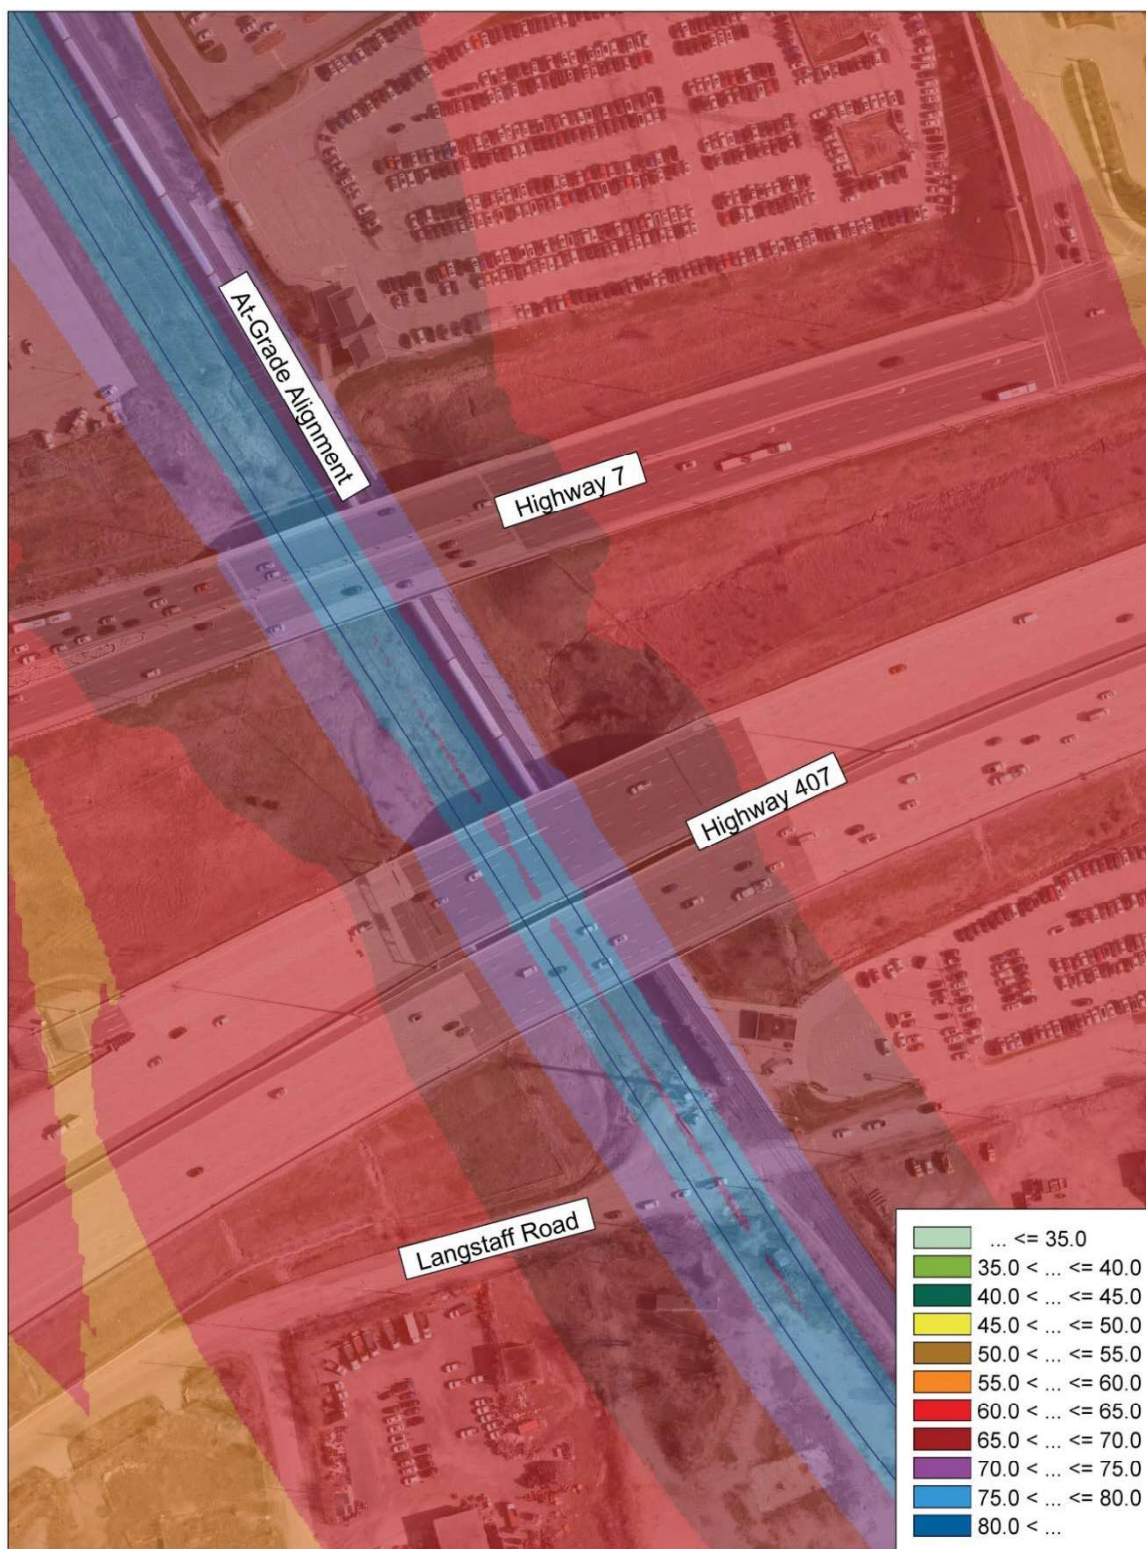 At-Grade Alignment
Highway 7
Highway 407
Langstaff Road
... <= 35.0
35.0 < ... <= 40.0
40.0 < ... <= 45.0
45.0 < ... <= 50.0
50.0 < ... <= 55.0
55.0 < ... <= 60.0
60.0 < ... <= 65.0
65.0 < ... <= 70.0
70.0 < ... <= 75.0
75.0 < ... <= 80.0
80.0 < ...